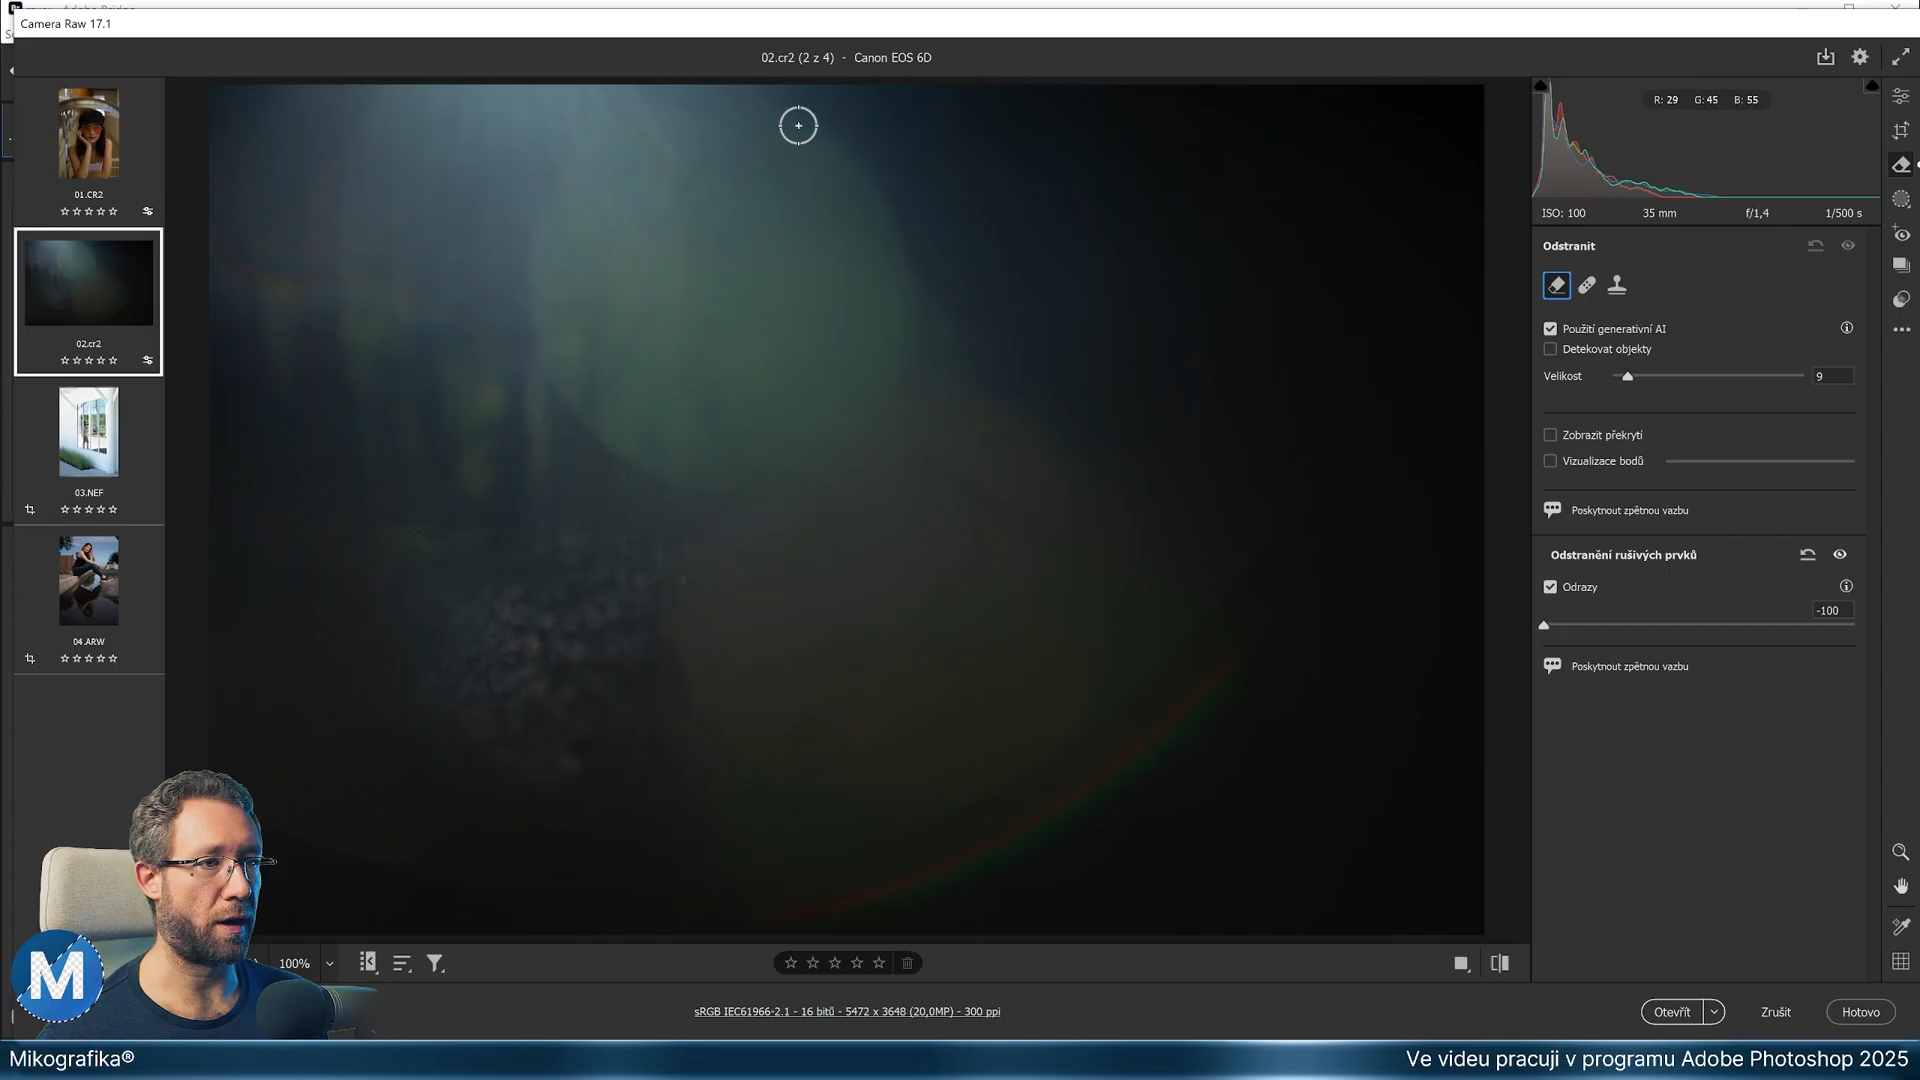 Camera Raw 17.1
02.cr2 (2 z 4) - Canon EOS 6D
R: 29 G: 45 B: 55
ISO: 100 35 mm f/1,4 1/500 s
01.CR2
02.cr2
03.NEF
04.ARW
Odstranit
Použití generativní AI
Detekovat objekty
Velikost 9
Zobrazit překrytí
Vizualizace bodů
Poskytnout zpětnou vazbu
Odstranění rušivých prvků
Odrazy
-100
Poskytnout zpětnou vazbu
100%
sRGB IEC61966-2.1 - 16 bitů - 5472 x 3648 (20,0MP) - 300 ppi
Otevřít Zrušit Hotovo
M
Mikografika®
Ve videu pracuji v programu Adobe Photoshop 2025